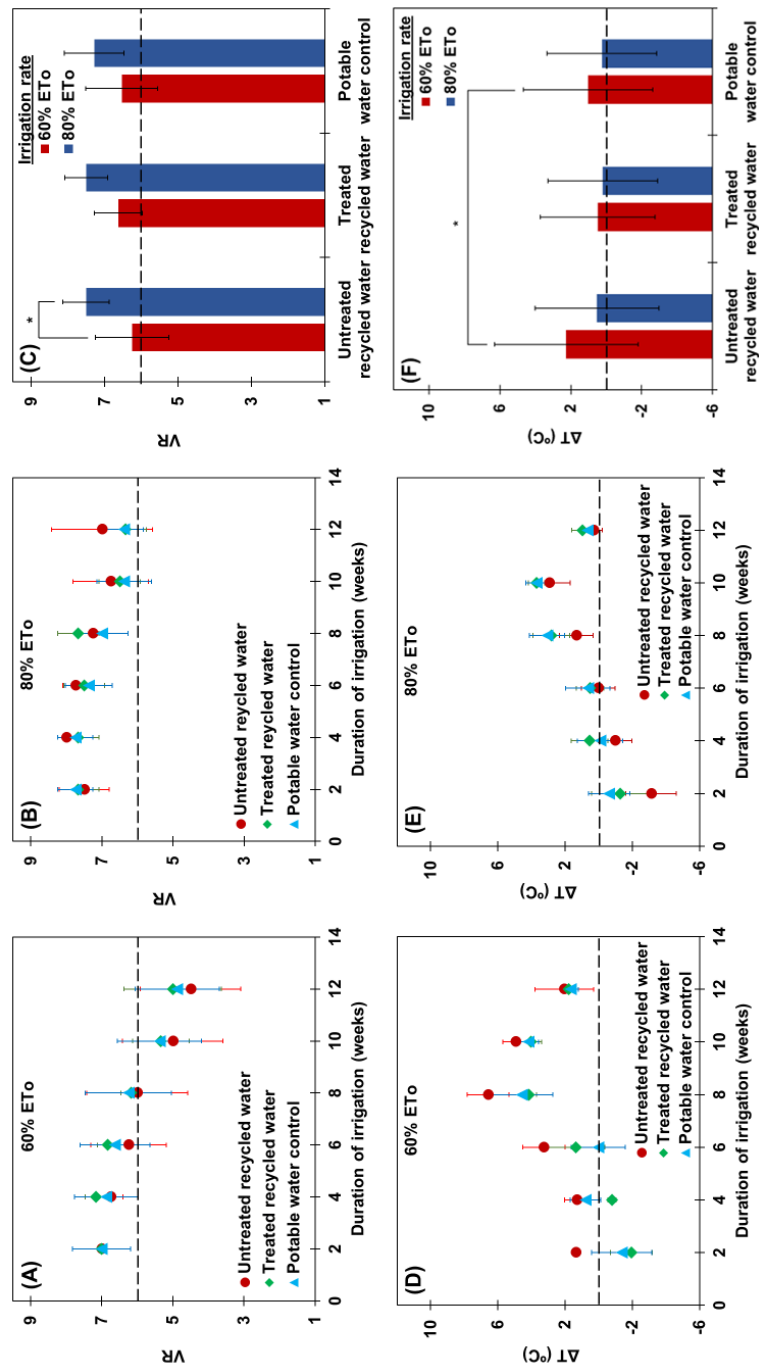 (A)
60% ETo
VR
9
7
5
3
1
Untreated recycled water
Treated recycled water
Potable water control
0 2 4 6 8 10 12 14
Duration of irrigation (weeks)
(B)
80% ETo
VR
9
7
5
3
1
Untreated reycled water
Treated reycled water
Potable water control
0 2 4 6 8 10 12 14
Duration of irrigation (weeks)
(C)
VR
9
7
5
3
1
*
Irrigation rate
60% ETo
80% ETo
Untreated recycled water
Treated recycled water
Potable water control
(D)
60% ETo
ΔT (°C)
10
6
2
-2
-6
Untreated recycled water
Treated recycled water
Potable water control
0 2 4 6 8 10 12 14
Duration of irrigation (weeks)
(E)
80% ETo
ΔT (°C)
10
6
2
-2
-6
Untreated recycled water
Treated recycled water
Potable water control
0 2 4 6 8 10 12 14
Duration of irrigation (weeks)
(F)
ΔT (°C)
10
6
2
-2
-6
*
Irrigation rate
60% ETo
80% ETo
Untreated recycled water
Treated recycled water
Potable water control